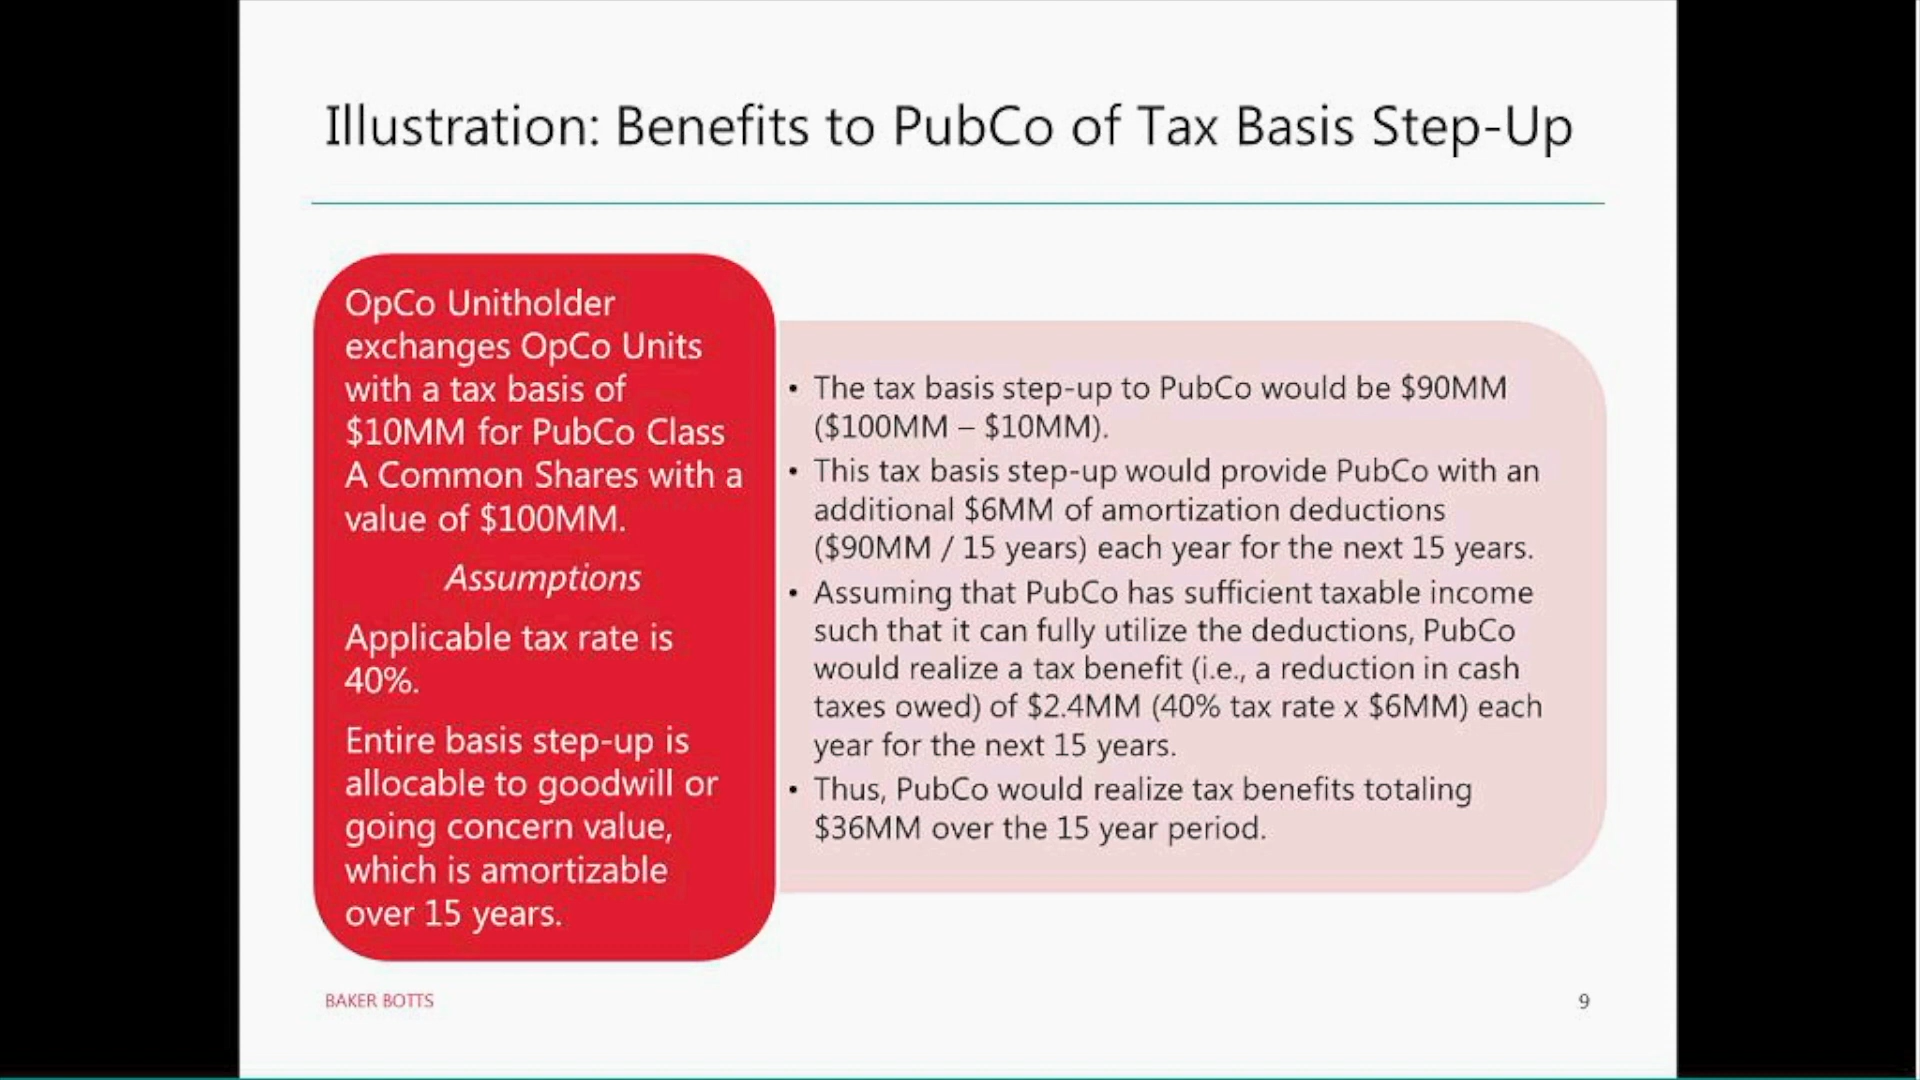 Illustration: Benefits to PubCo of Tax Basis Step-Up
OpCo Unitholder
exchanges OpCo Units
with a tax basis of
$10MM for PubCo Class
A Common Shares with a
value of $100MM.
Assumptions
Applicable tax rate is
40%.
Entire basis step-up is
allocable to goodwill or
going concern value,
which is amortizable
over 15 years.
• The tax basis step-up to PubCo would be $90MM
($100MM – $10MM).
• This tax basis step-up would provide PubCo with an
additional $6MM of amortization deductions
($90MM / 15 years) each year for the next 15 years.
• Assuming that PubCo has sufficient taxable income
such that it can fully utilize the deductions, PubCo
would realize a tax benefit (i.e., a reduction in cash
taxes owed) of $2.4MM (40% tax rate x $6MM) each
year for the next 15 years.
• Thus, PubCo would realize tax benefits totaling
$36MM over the 15 year period.
BAKER BOTTS
9